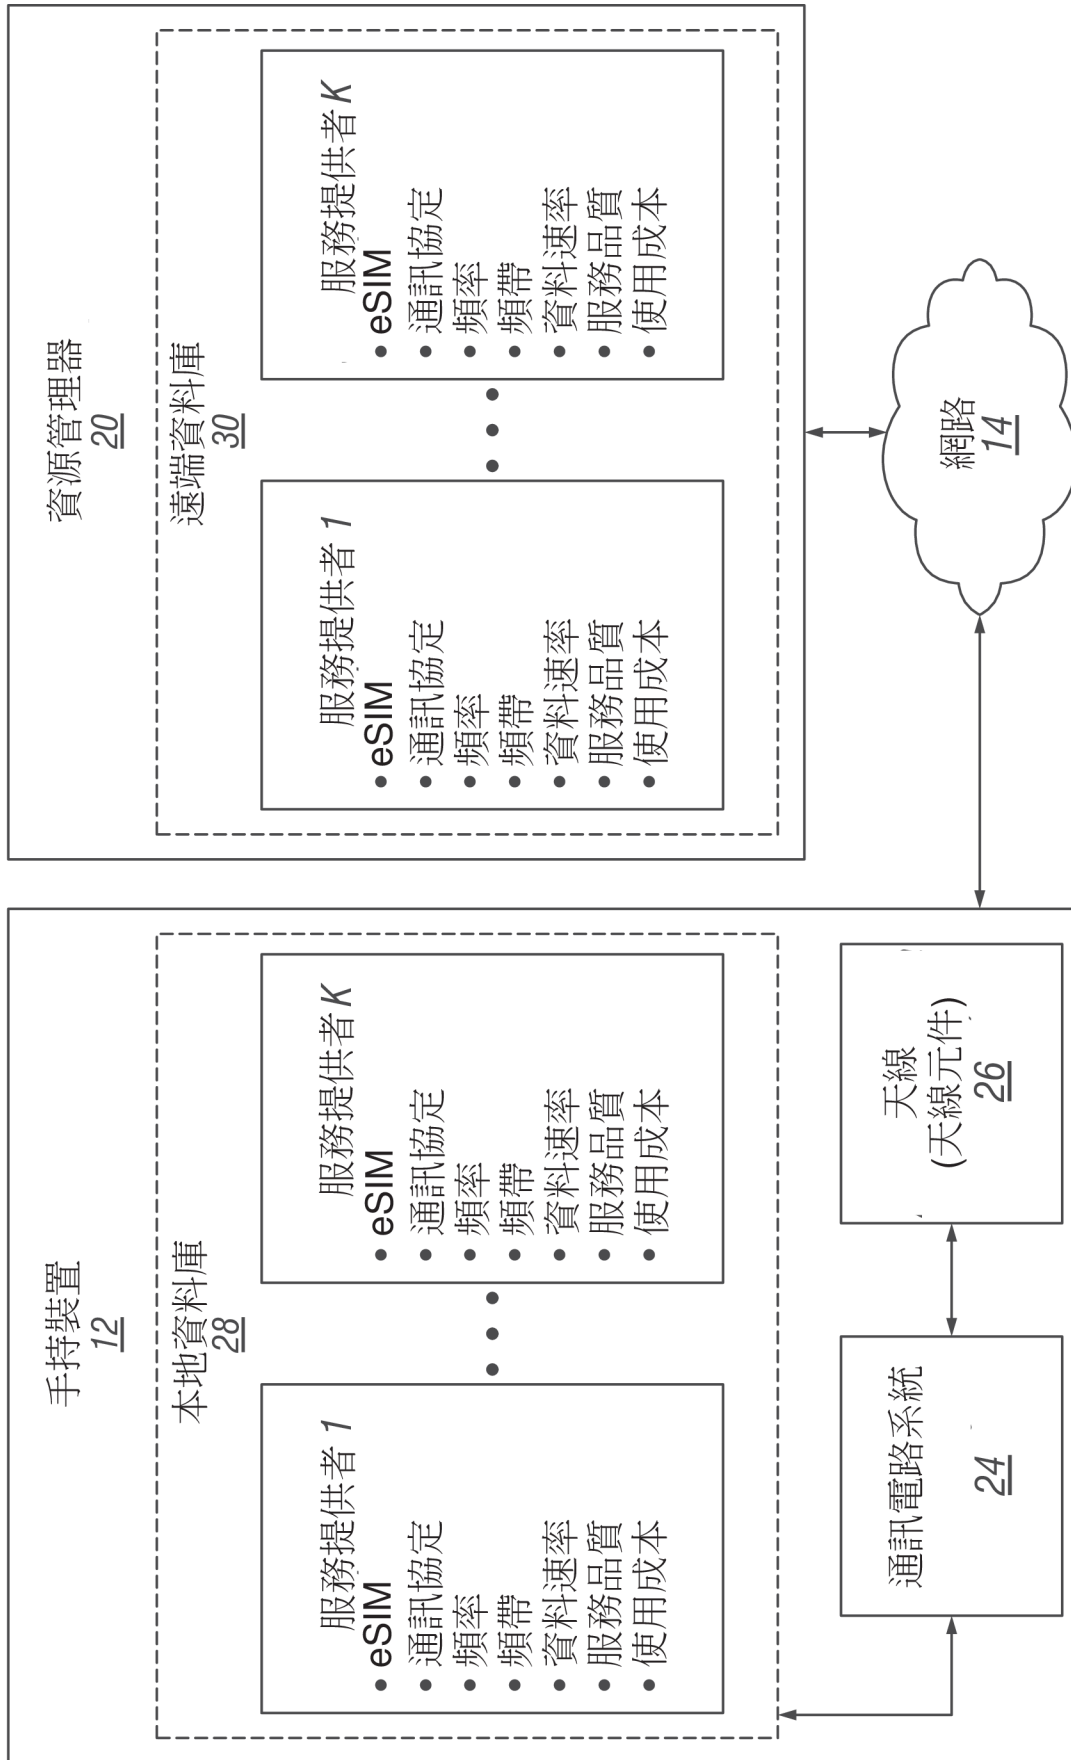 手持裝置
12
本地資料庫
28
服務提供者 1
• eSIM
• 通訊協定
• 頻率
• 頻帶
• 資料速率
• 服務品質
• 使用成本
• • •
服務提供者 K
• eSIM
• 通訊協定
• 頻率
• 頻帶
• 資料速率
• 服務品質
• 使用成本
通訊電路系統
24
天線
(天線元件)
26
資源管理器
20
遠端資料庫
30
服務提供者 1
• eSIM
• 通訊協定
• 頻率
• 頻帶
• 資料速率
• 服務品質
• 使用成本
• • •
服務提供者 K
• eSIM
• 通訊協定
• 頻率
• 頻帶
• 資料速率
• 服務品質
• 使用成本
網路
14